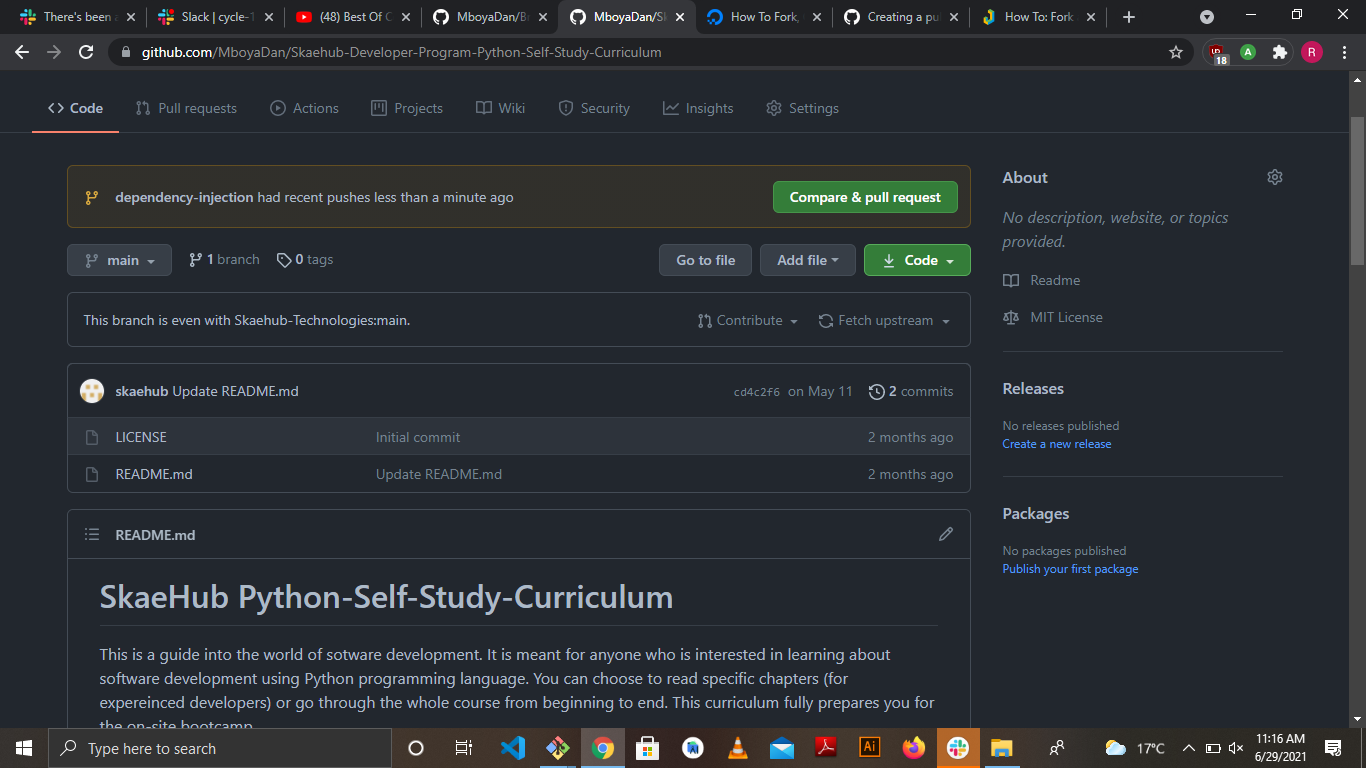 There's been a
Slack | cycle-1
(48) Best Of C
MboyaDan/Br
MboyaDan/Sk
How To Fork,
Creating a pu
How To: Fork
github.com/MboyaDan/Skaehub-Developer-Program-Python-Self-Study-Curriculum
18
A
R
Code
Pull requests
Actions
Projects
Wiki
Security
Insights
Settings
dependency-injection had recent pushes less than a minute ago
Compare & pull request
main
1 branch
0 tags
Go to file
Add file
Code
This branch is even with Skaehub-Technologies:main.
Contribute
Fetch upstream
skaehub Update README.md
cd4c2f6 on May 11
2 commits
LICENSE
Initial commit
2 months ago
README.md
Update README.md
2 months ago
README.md
SkaeHub Python-Self-Study-Curriculum
This is a guide into the world of sotware development. It is meant for anyone who is interested in learning about
software development using Python programming language. You can choose to read specific chapters (for
expereinced developers) or go through the whole course from beginning to end. This curriculum fully prepares you for
the on-site bootcamp
About
No description, website, or topics
provided.
Readme
MIT License
Releases
No releases published
Create a new release
Packages
No packages published
Publish your first package
Type here to search
Ai
17°C
11:16 AM
6/29/2021